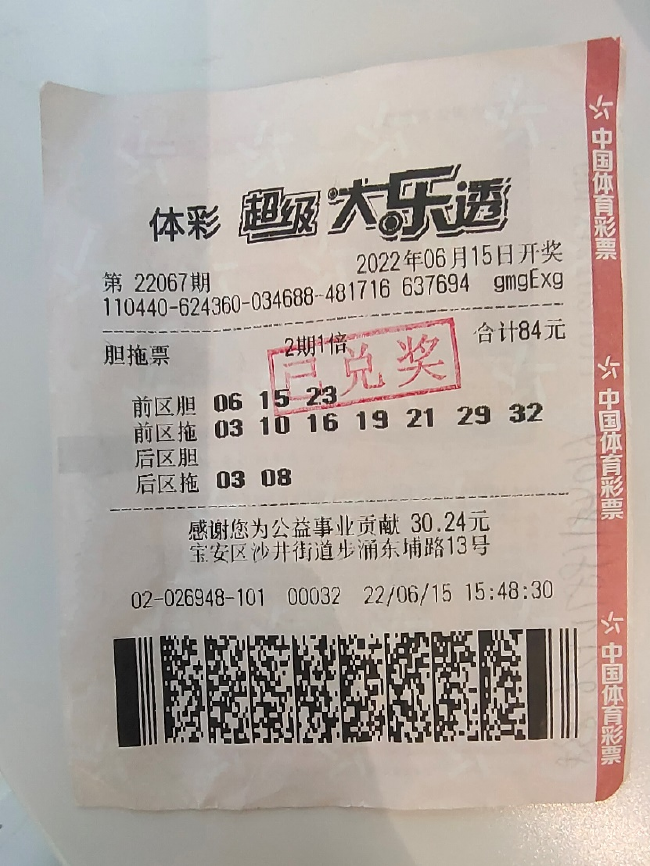 体彩 超级大乐透
2022年06月15日开奖
第 22067期
110440-624360-034688-481716 637694 gmgExg
胆拖票 2期1倍 合计84元
已兑奖
前区胆 06 15 23
前区拖 03 10 16 19 21 29 32
后区胆
后区拖 03 08
感谢您为公益事业贡献 30.24元
宝安区沙井街道步涌东埔路13号
02-026948-101 00032 22/06/15 15:48:30
中国体育彩票
中国体育彩票
中国体育彩票